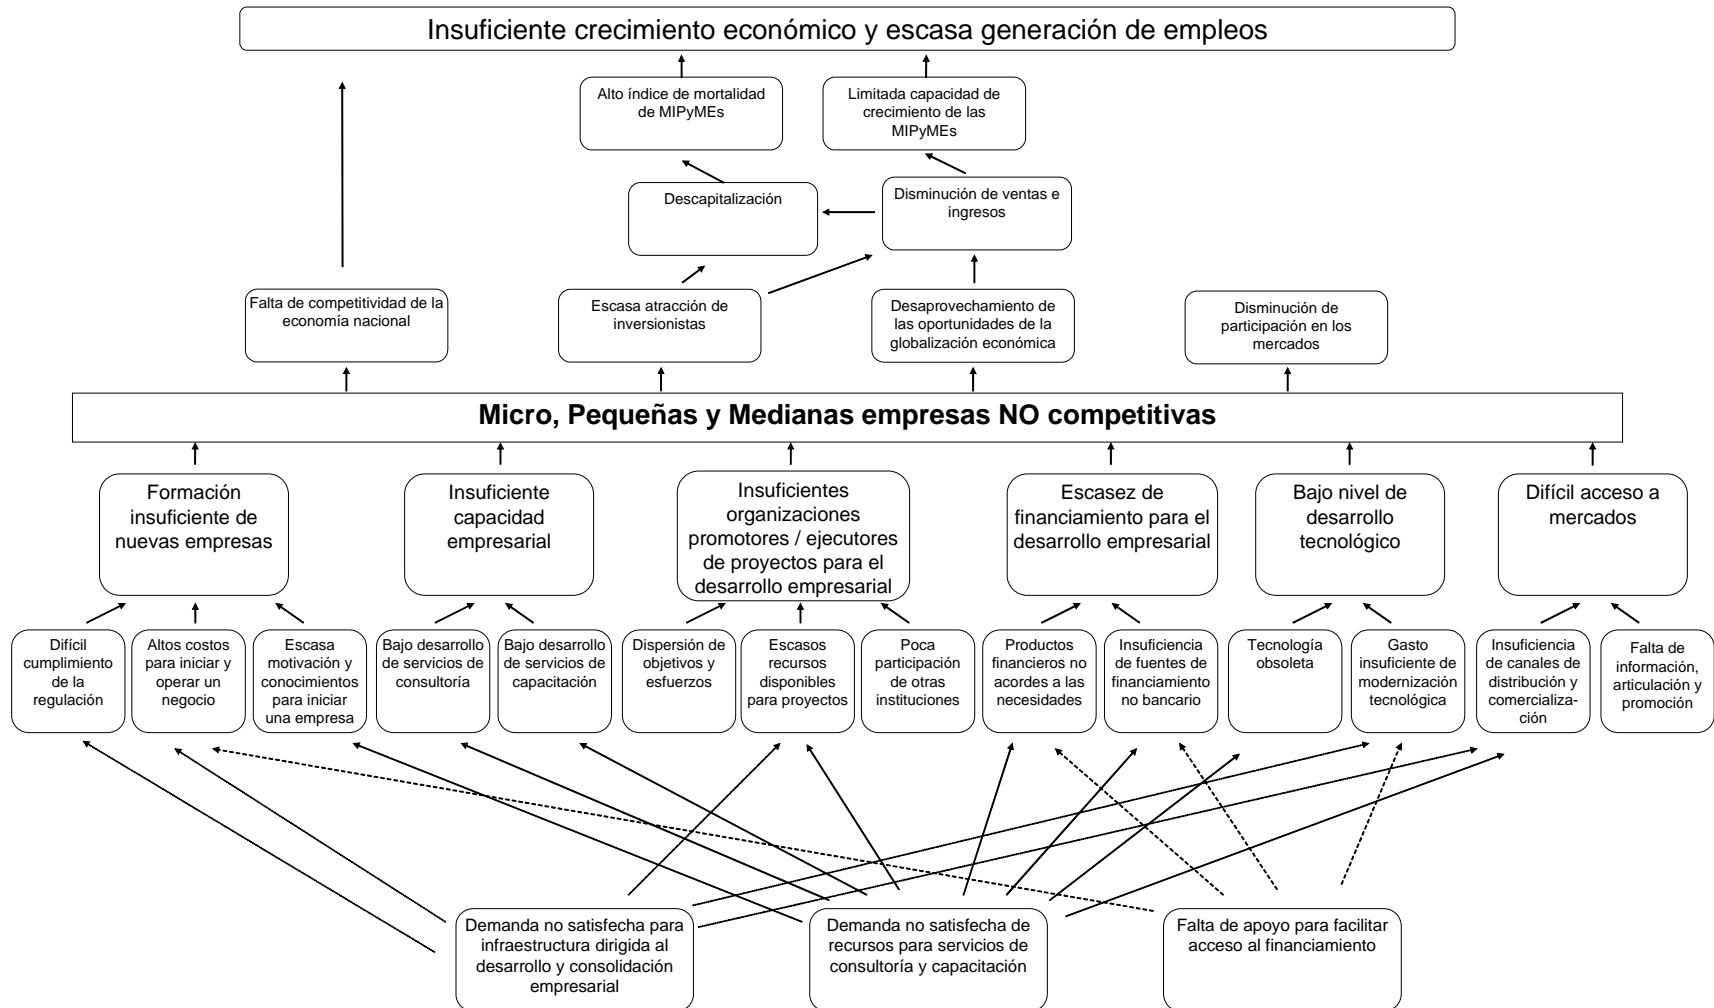 Insuficiente crecimiento económico y escasa generación de empleos
Alto índice de mortalidad
de MIPyMEs
Limitada capacidad de
crecimiento de las
MIPyMEs
Descapitalización
Disminución de ventas e
ingresos
Falta de competitividad de la
economía nacional
Escasa atracción de
inversionistas
Desaprovechamiento de
las oportunidades de la
globalización económica
Disminución de
participación en los
mercados
Micro, Pequeñas y Medianas empresas NO competitivas
Formación
insuficiente de
nuevas empresas
Insuficiente
capacidad
empresarial
Insuficientes
organizaciones
promotores / ejecutores
de proyectos para el
desarrollo empresarial
Escasez de
financiamiento para el
desarrollo empresarial
Bajo nivel de
desarrollo
tecnológico
Difícil acceso a
mercados
Difícil
cumplimiento
de la
regulación
Altos costos
para iniciar y
operar un
negocio
Escasa
motivación y
conocimientos
para iniciar
una empresa
Bajo desarrollo
de servicios de
consultoría
Bajo desarrollo
de servicios de
capacitación
Dispersión de
objetivos y
esfuerzos
Escasos
recursos
disponibles
para proyectos
Poca
participación
de otras
instituciones
Productos
financieros no
acordes a las
necesidades
Insuficiencia
de fuentes de
financiamiento
no bancario
Tecnología
obsoleta
Gasto
insuficiente de
modernización
tecnológica
Insuficiencia
de canales de
distribución y
comercializa-
ción
Falta de
información,
articulación y
promoción
Demanda no satisfecha para
infraestructura dirigida al
desarrollo y consolidación
empresarial
Demanda no satisfecha de
recursos para servicios de
consultoría y capacitación
Falta de apoyo para facilitar
acceso al financiamiento